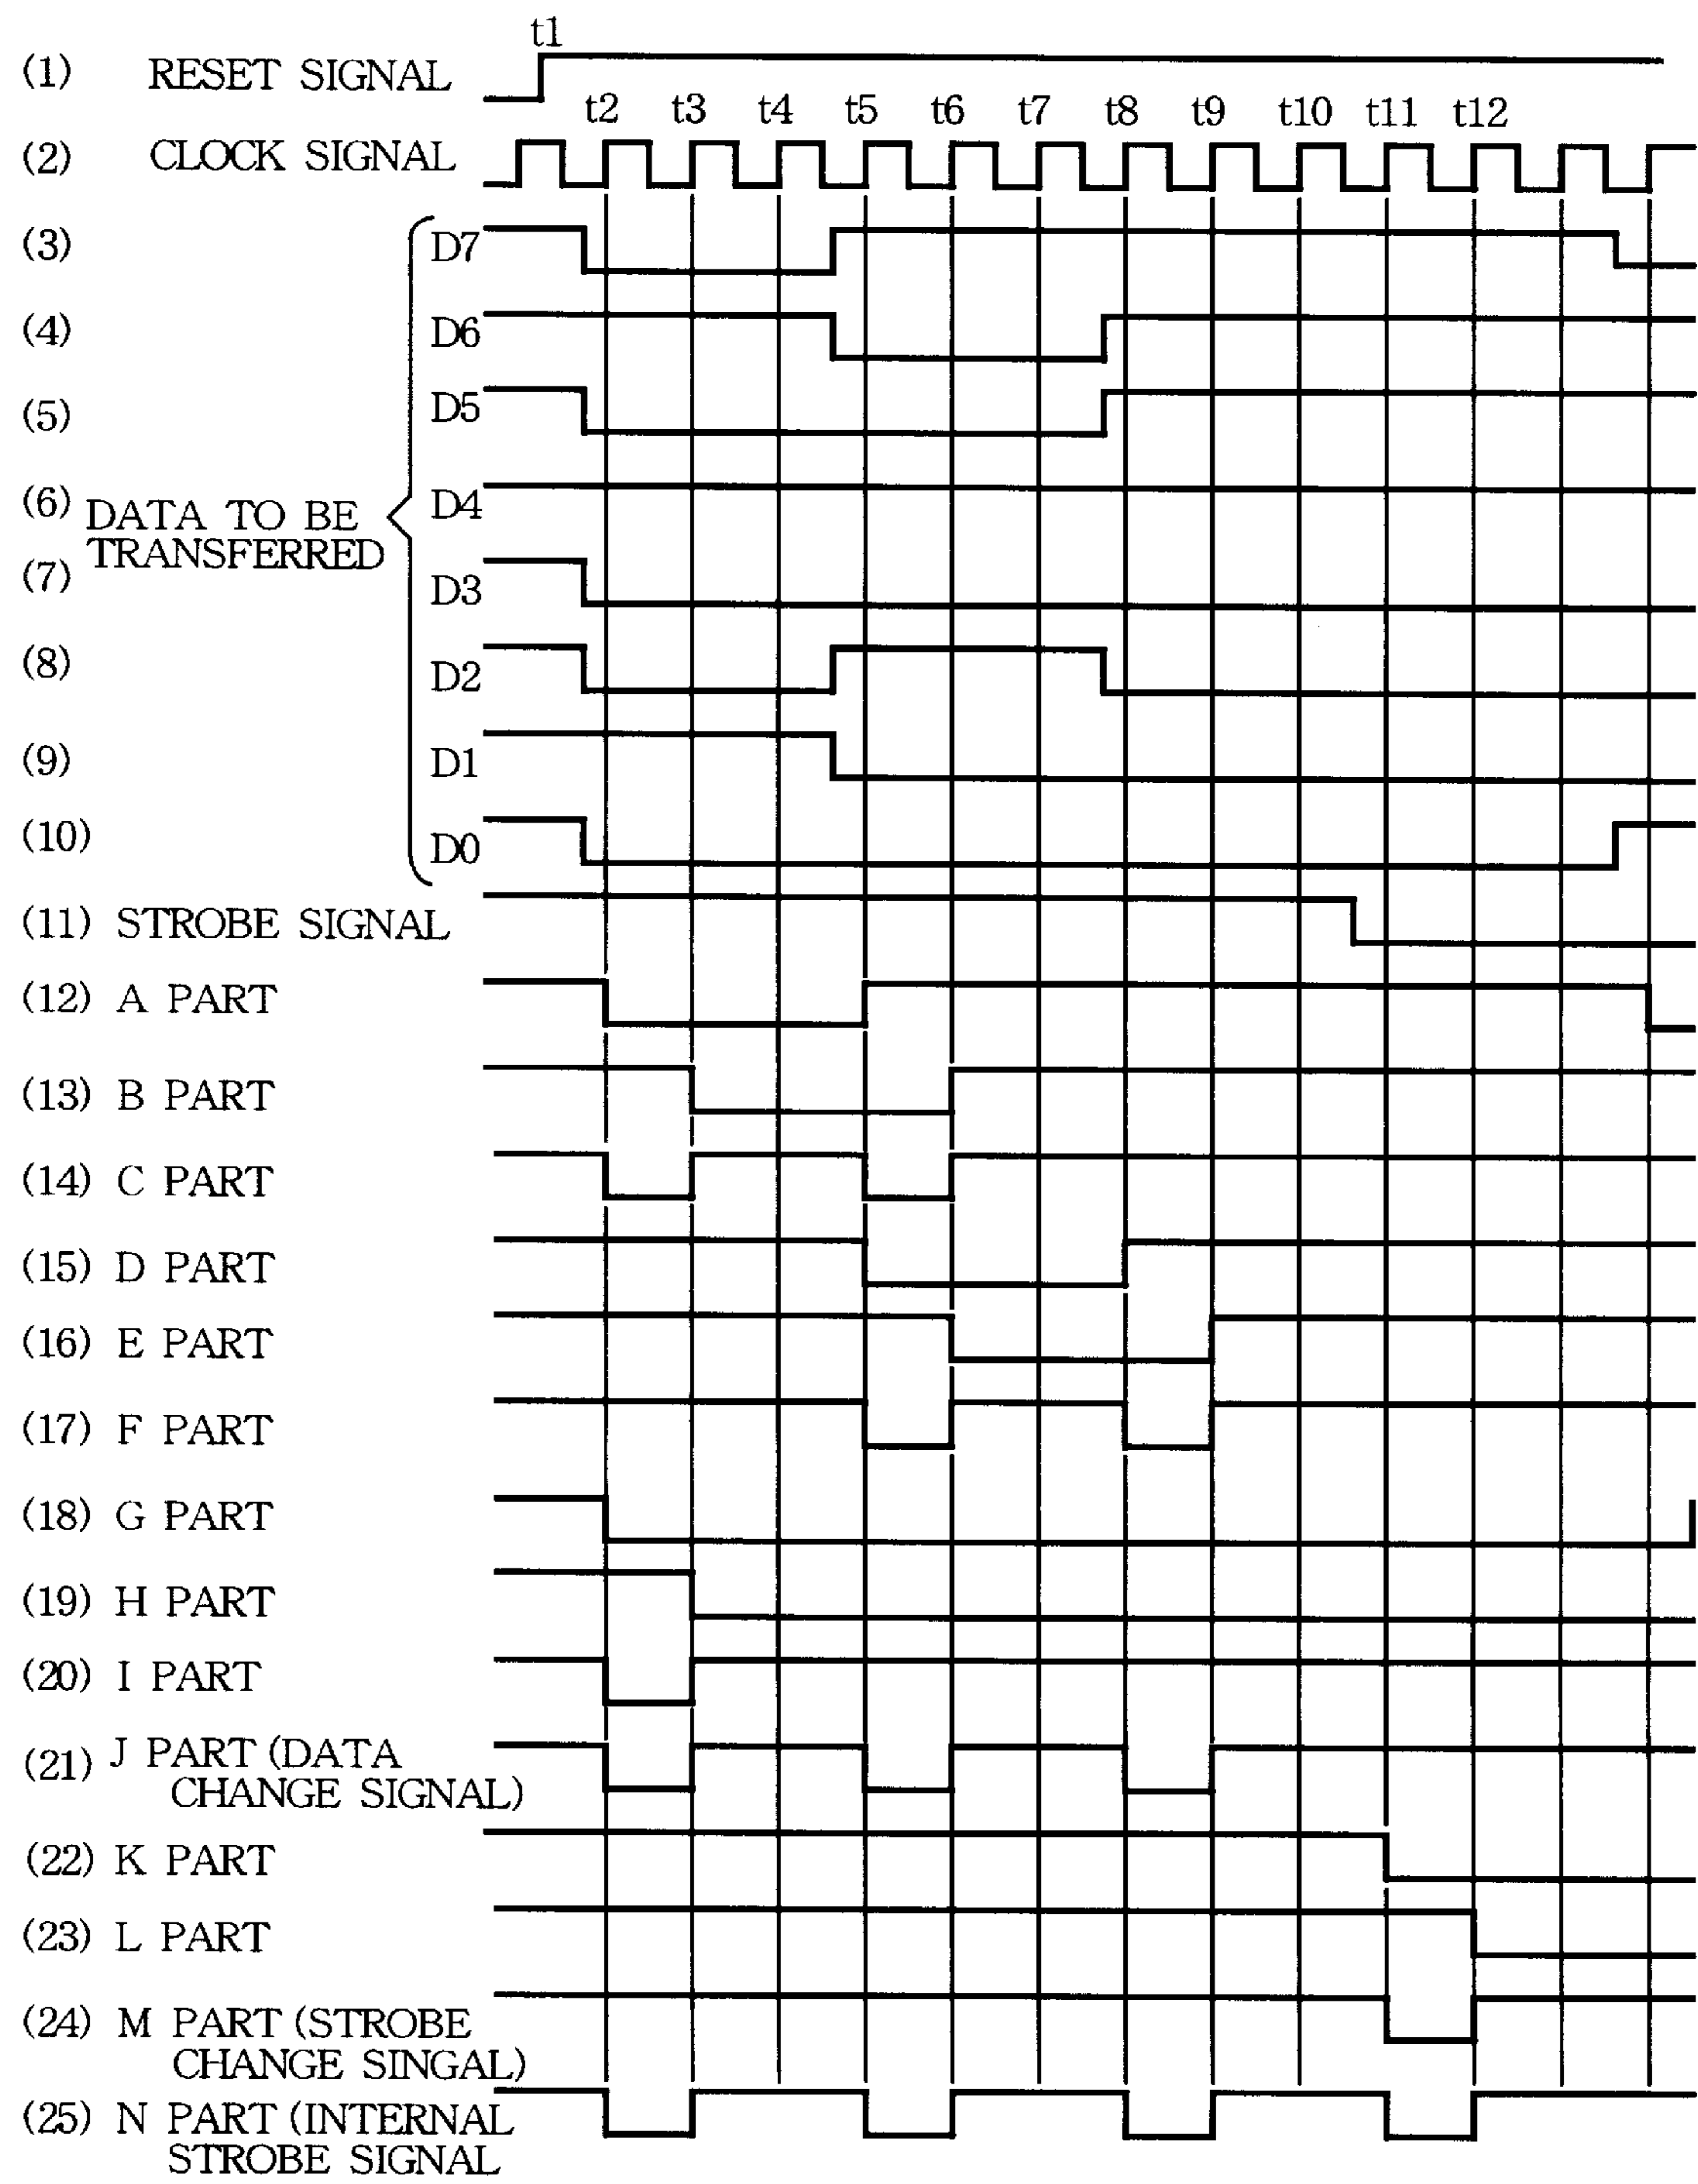 t1
(1) RESET SIGNAL
t2 t3 t4 t5 t6 t7 t8 t9 t10 t11 t12
(2) CLOCK SIGNAL
(3) D7
(4) D6
(5) D5
(6) DATA TO BE D4
TRANSFERRED
(7) D3
(8) D2
(9) D1
(10) D0
(11) STROBE SIGNAL
(12) A PART
(13) B PART
(14) C PART
(15) D PART
(16) E PART
(17) F PART
(18) G PART
(19) H PART
(20) I PART
(21) J PART (DATA
CHANGE SIGNAL)
(22) K PART
(23) L PART
(24) M PART (STROBE
CHANGE SINGAL)
(25) N PART (INTERNAL
STROBE SIGNAL